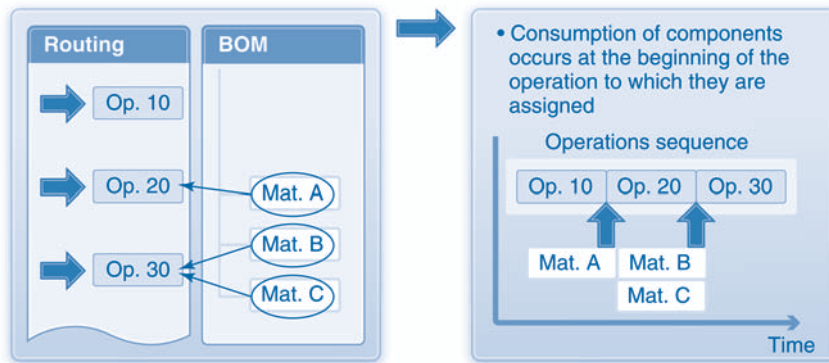 Routing
BOM
Op. 10
Op. 20
Mat. A
Mat. B
Op. 30
Mat. C
• Consumption of components
occurs at the beginning of the
operation to which they are
assigned
Operations sequence
Op. 10 Op. 20 Op. 30
Mat. A Mat. B
Mat. C
Time